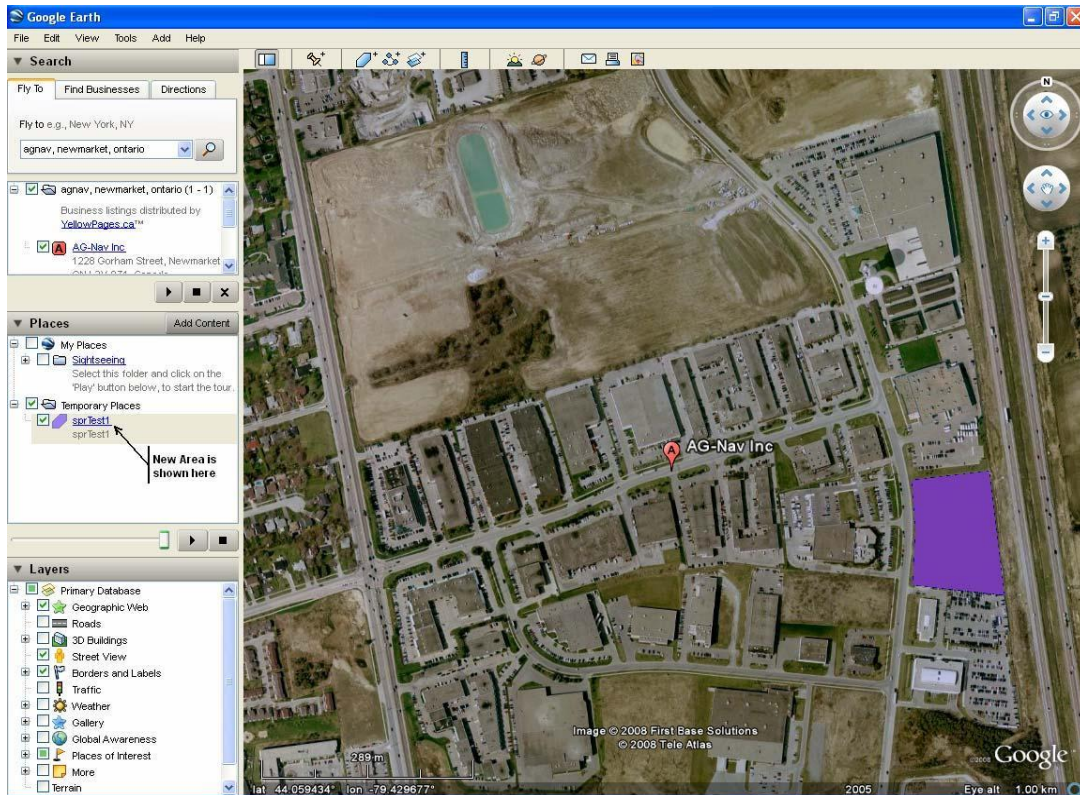 Google Earth
File Edit View Tools Add Help
Search
Fly To Find Businesses Directions
Fly to e.g., New York, NY
agnav, newmarket, ontario
agnav, newmarket, ontario (1 - 1)
Business listings distributed by
YellowPages.ca™
A AG-Nav Inc
1228 Gorham Street, Newmarket
Places Add Content
My Places
Sightseeing
Select this folder and click on the
'Play' button below, to start the tour.
Temporary Places
sprTest1
sprTest1
New Area is
shown here
Layers
Primary Database
Geographic Web
Roads
3D Buildings
Street View
Borders and Labels
Traffic
Weather
Gallery
Global Awareness
Places of Interest
More
Terrain
N
A AG-Nav Inc
Image © 2008 First Base Solutions
© 2008 Tele Atlas
289 m
©2008 Google
lat 44.059434° lon -79.429677° 2005 Eye alt 1.00 km